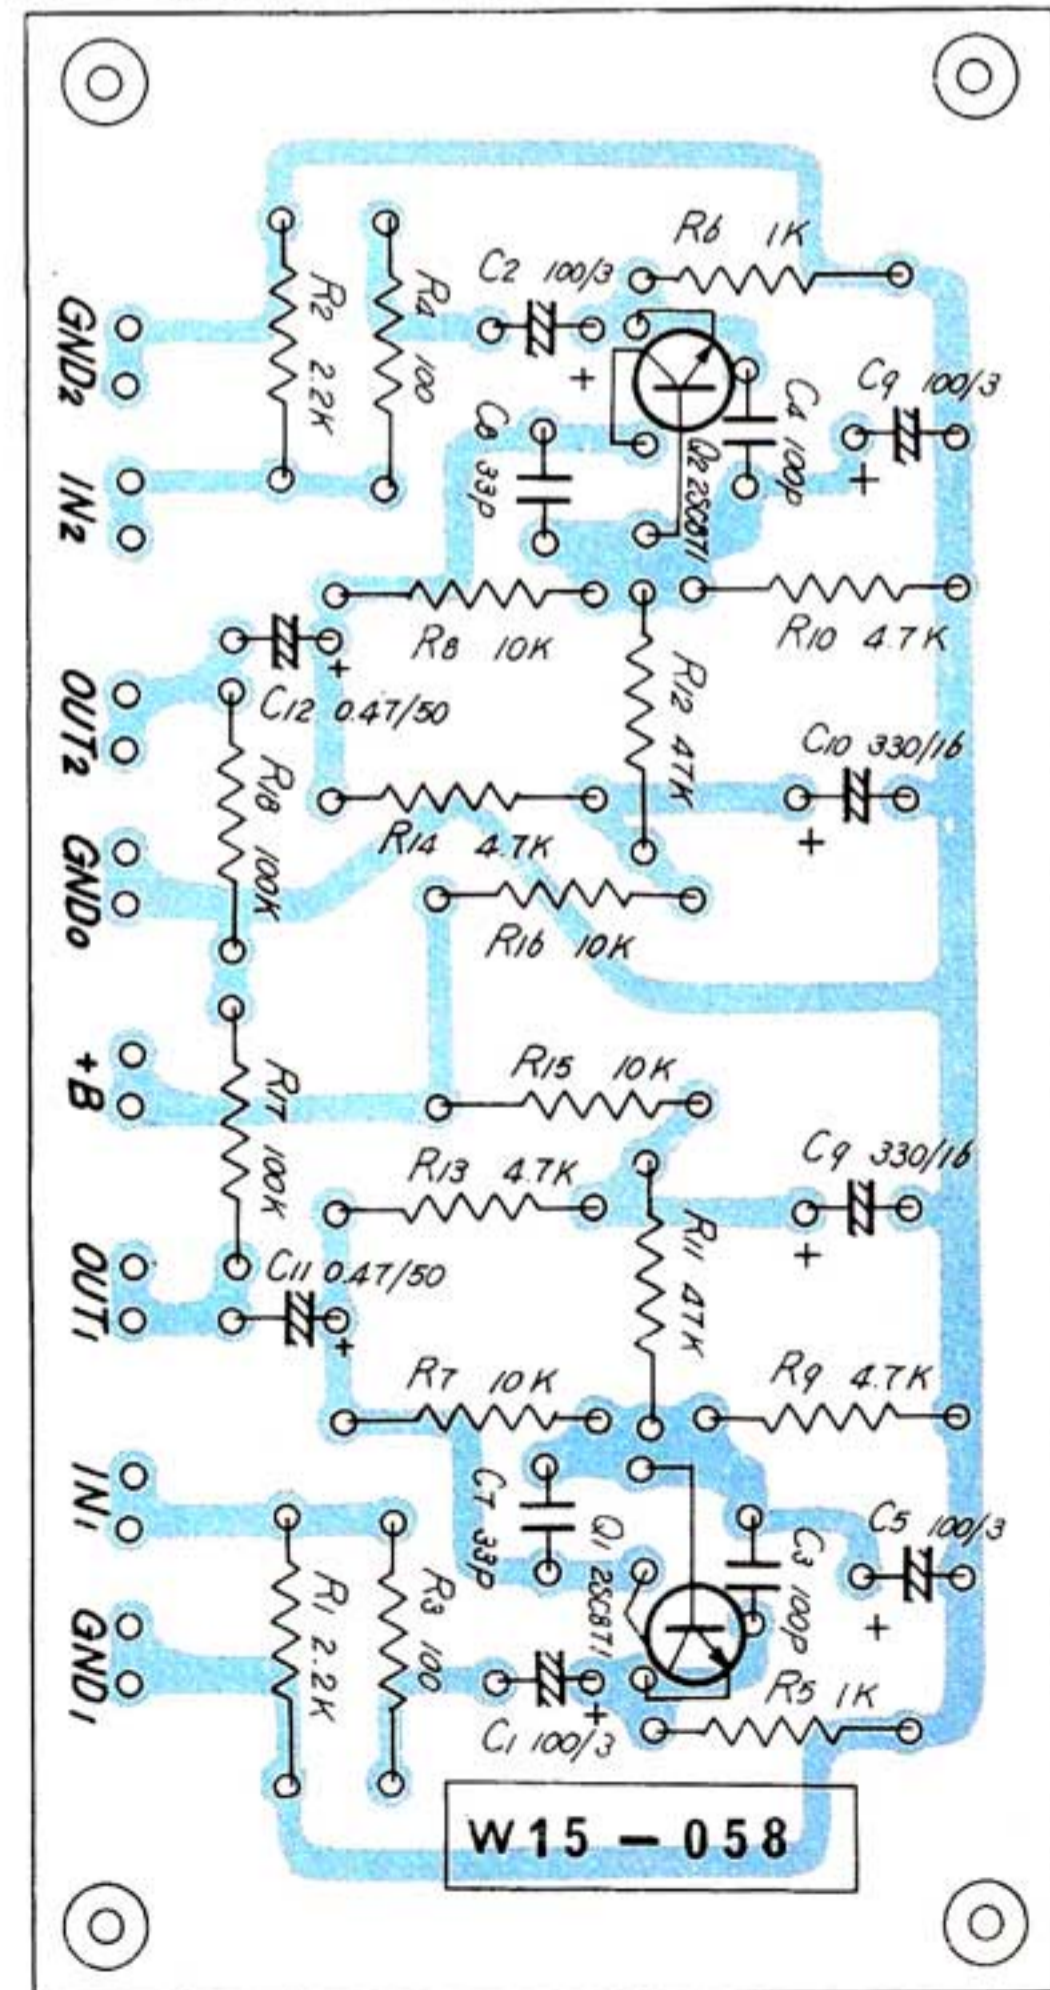 R6 1K
C2 100/3
R2 2.2K
R4 100
GND2
C9 100/3
C4 100p
Q2 2SC871
C8 33p
IN2
R8 10K
R10 4.7K
R12 47K
OUT2
C12 0.47/50
C10 330/16
R18 100K
R14 4.7K
GND0
R16 10K
+B
R15 10K
R17 100K
R13 4.7K
C9 330/16
R11 47K
OUT1
C11 0.47/50
R7 10K
R9 4.7K
IN1
C7 33p
Q1 2SC871
C3 100p
C5 100/3
R1 2.2K
R3 100
GND1
R5 1K
C1 100/3
W15-058